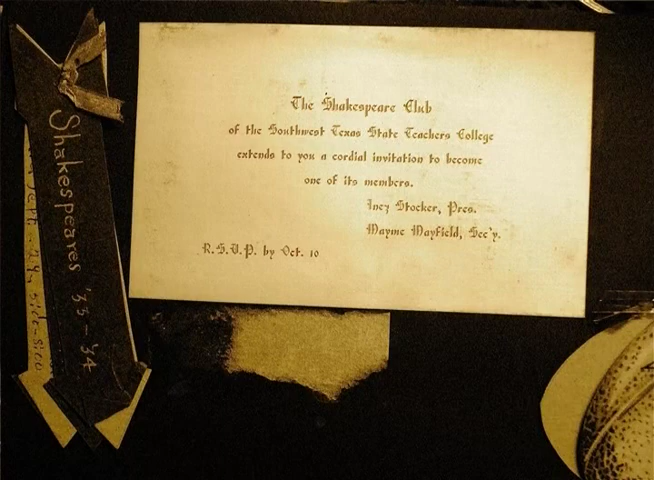 The Shakespeare Club
of the Southwest Texas State Teachers College
extends to you a cordial invitation to become
one of its members.
Inez Stocker, Pres.
Mayme Mayfield, Sec'y.
R.S.V.P. by Oct. 10
Shakespeares '33-'34
Sept.